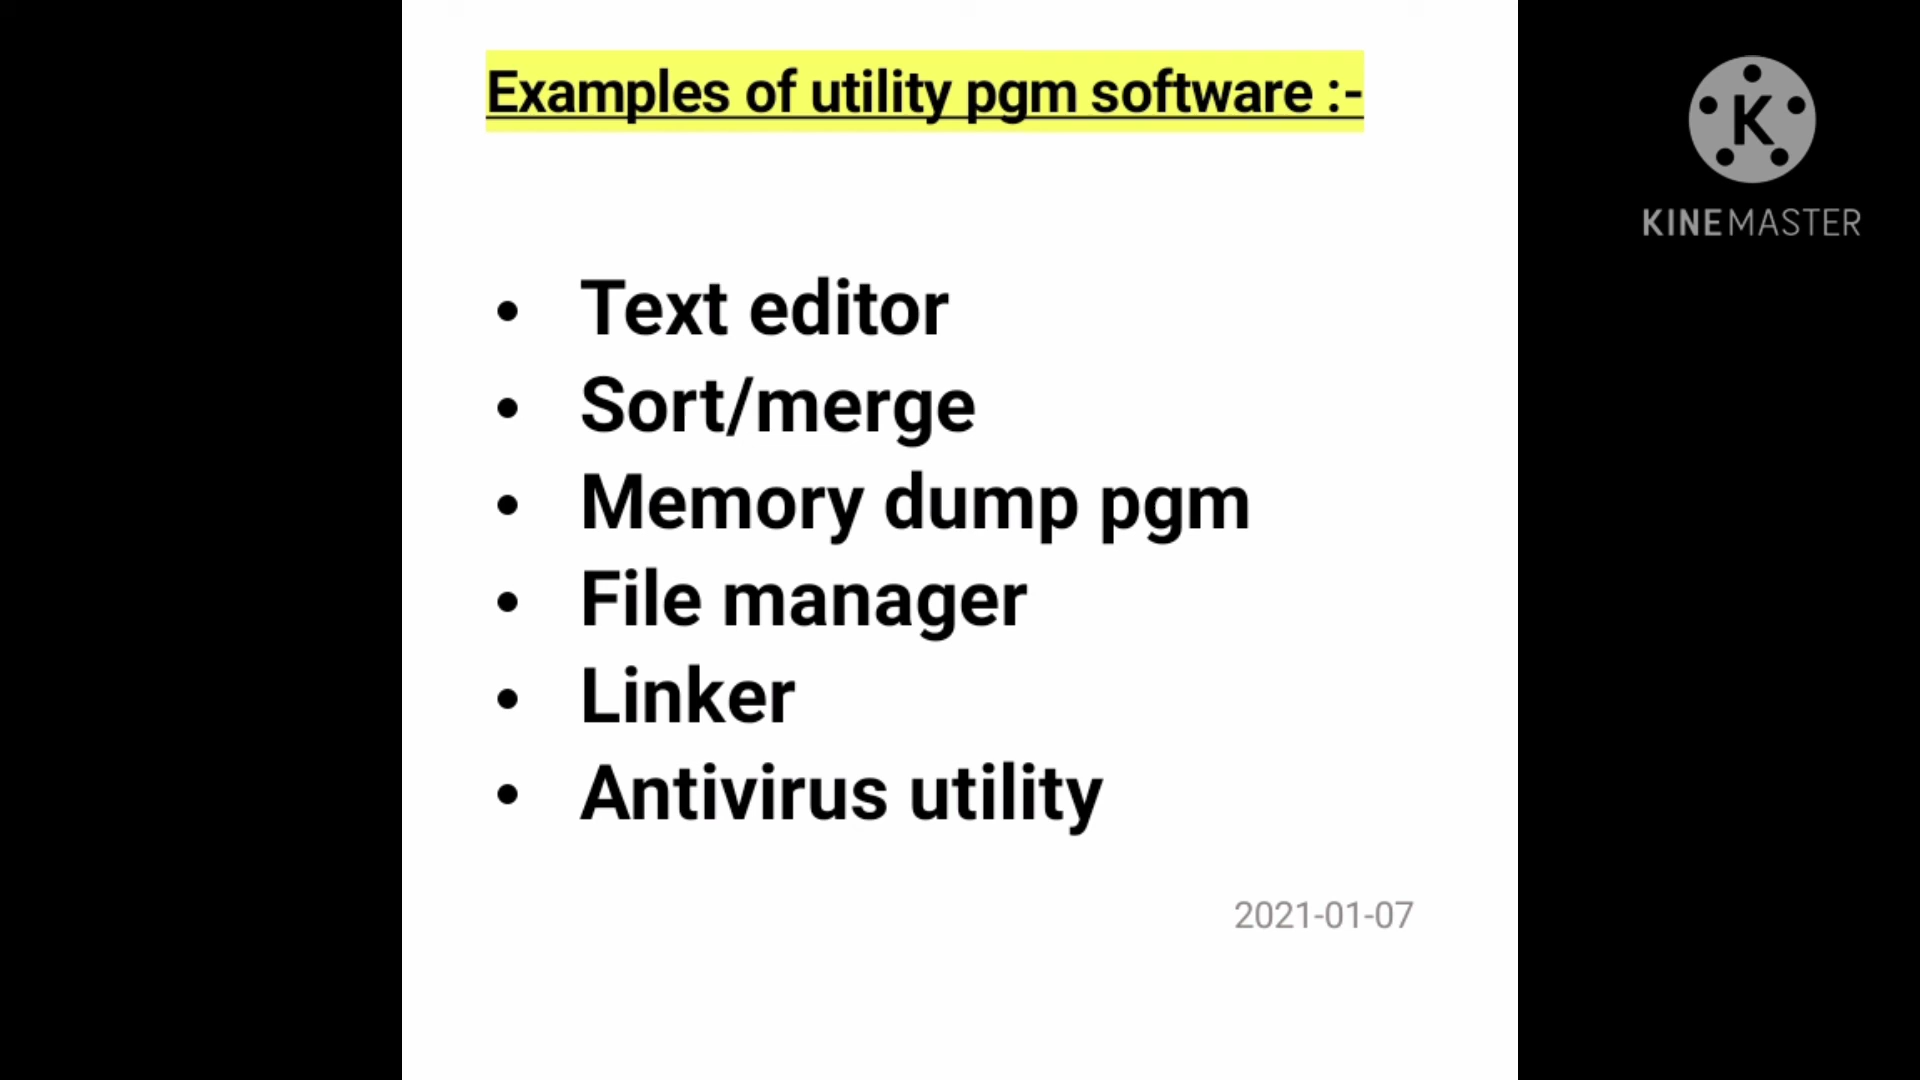 Examples of utility pgm software :-
K
KINEMASTER
• Text editor
• Sort/merge
• Memory dump pgm
• File manager
• Linker
• Antivirus utility
2021-01-07